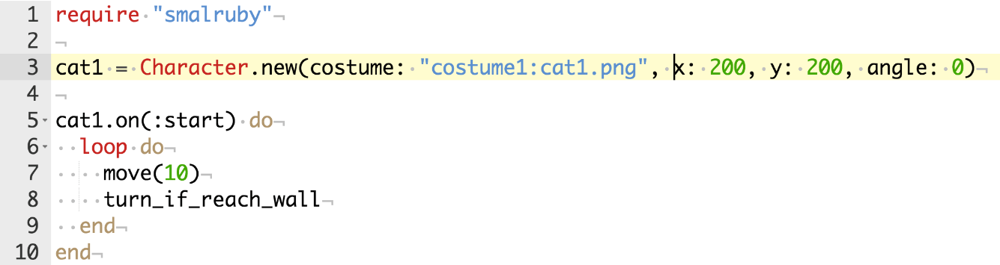 1 require "smalruby"
2
3 cat1 = Character.new(costume: "costume1:cat1.png", x: 200, y: 200, angle: 0)
4
5 cat1.on(:start) do
6   loop do
7     move(10)
8     turn_if_reach_wall
9   end
10 end